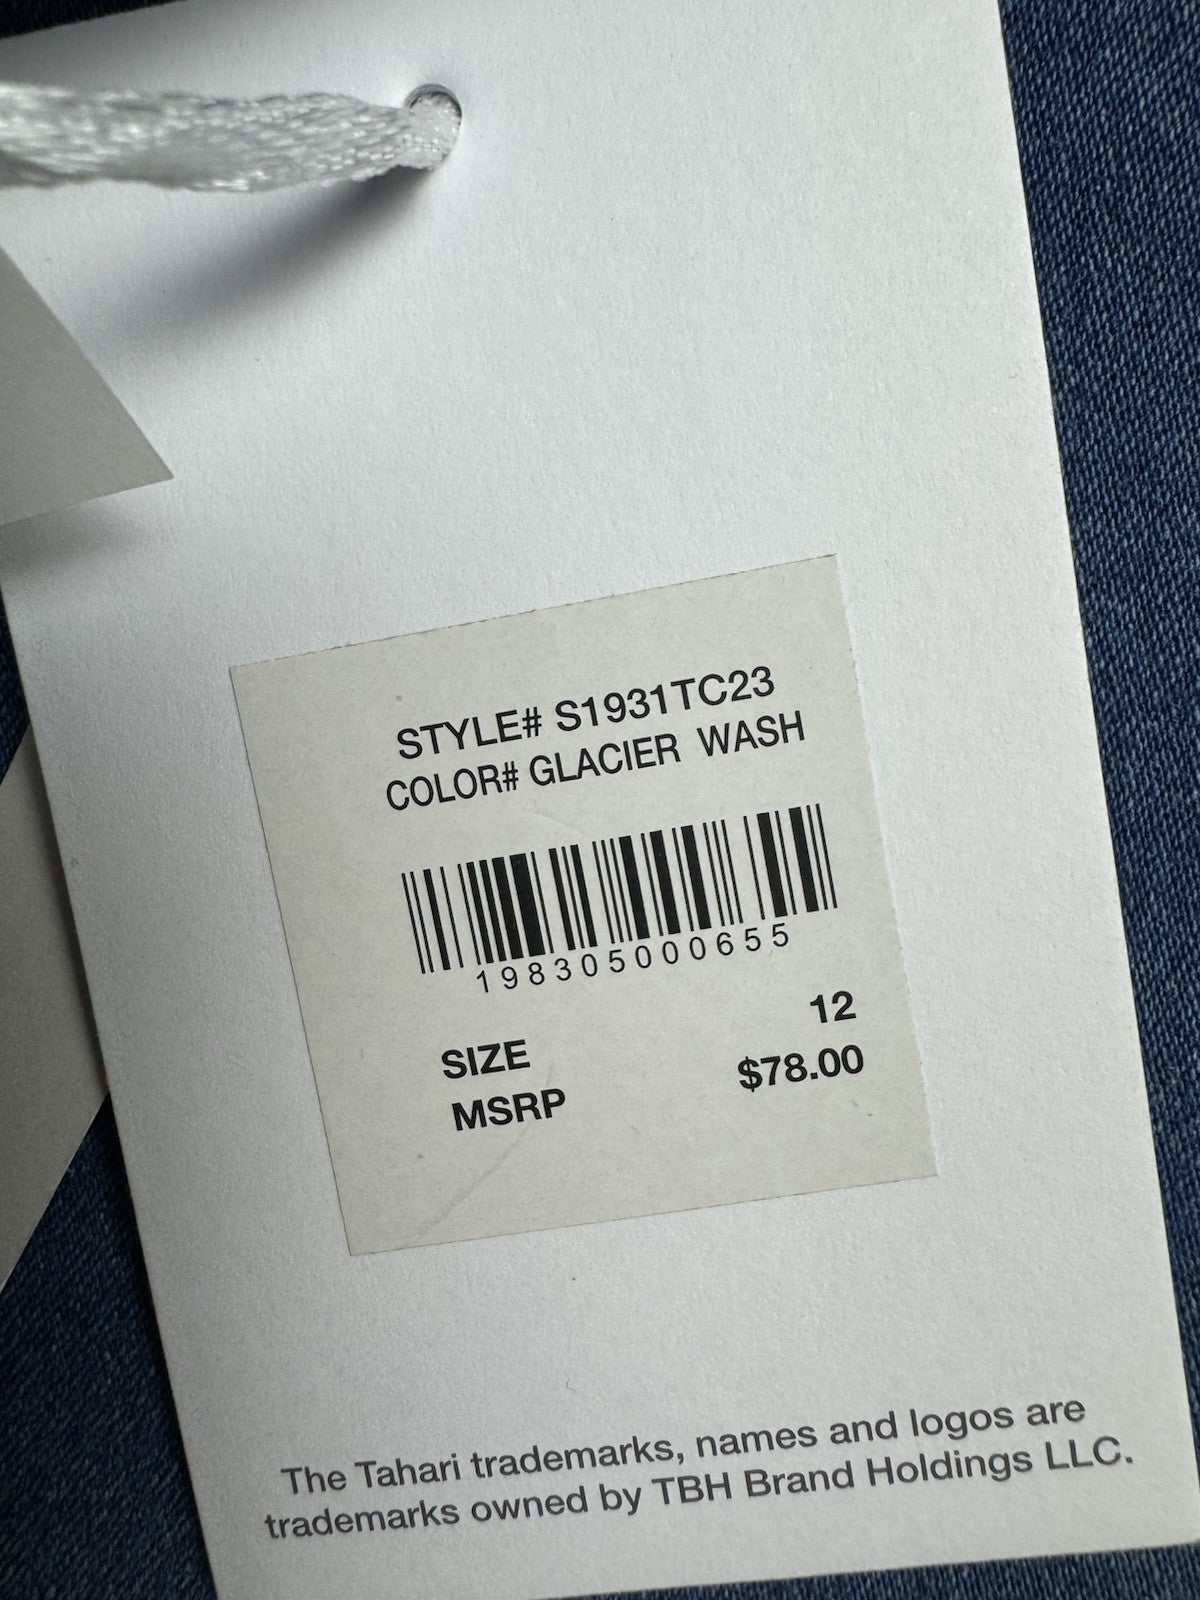 STYLE# S1931TC23
COLOR# GLACIER WASH
198305000655
SIZE 12
MSRP $78.00
The Tahari trademarks, names and logos are
trademarks owned by TBH Brand Holdings LLC.